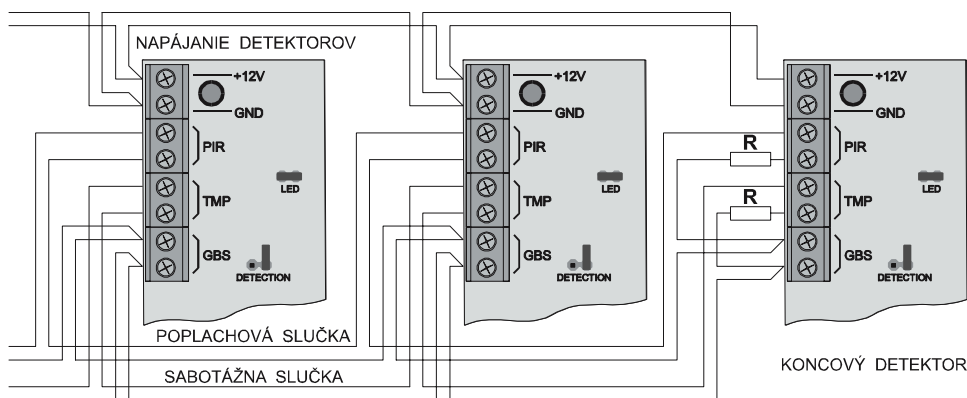 NAPÁJANIE DETEKTOROV
+12V
GND
PIR
LED
TMP
GBS
DETECTION
+12V
GND
PIR
LED
TMP
GBS
DETECTION
+12V
GND
R
PIR
LED
R
TMP
GBS
DETECTION
POPLACHOVÁ SLUČKA
SABOTÁŽNA SLUČKA
KONCOVÝ DETEKTOR